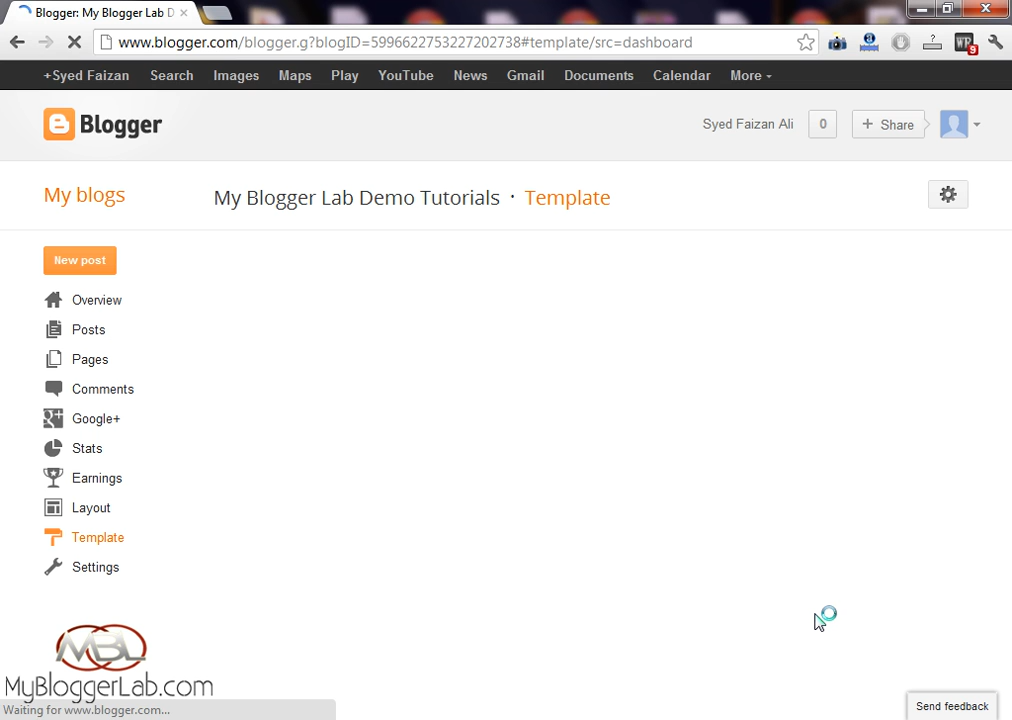 Blogger: My Blogger Lab D
www.blogger.com/blogger.g?blogID=5996622753227202738#template/src=dashboard
9
+Syed Faizan Search Images Maps Play YouTube News Gmail Documents Calendar More
Blogger
Syed Faizan Ali 0 + Share
My blogs
My Blogger Lab Demo Tutorials · Template
New post
Overview
Posts
Pages
Comments
Google+
Stats
Earnings
Layout
Template
Settings
MBL
MyBloggerLab.com
Waiting for www.blogger.com...
Send feedback